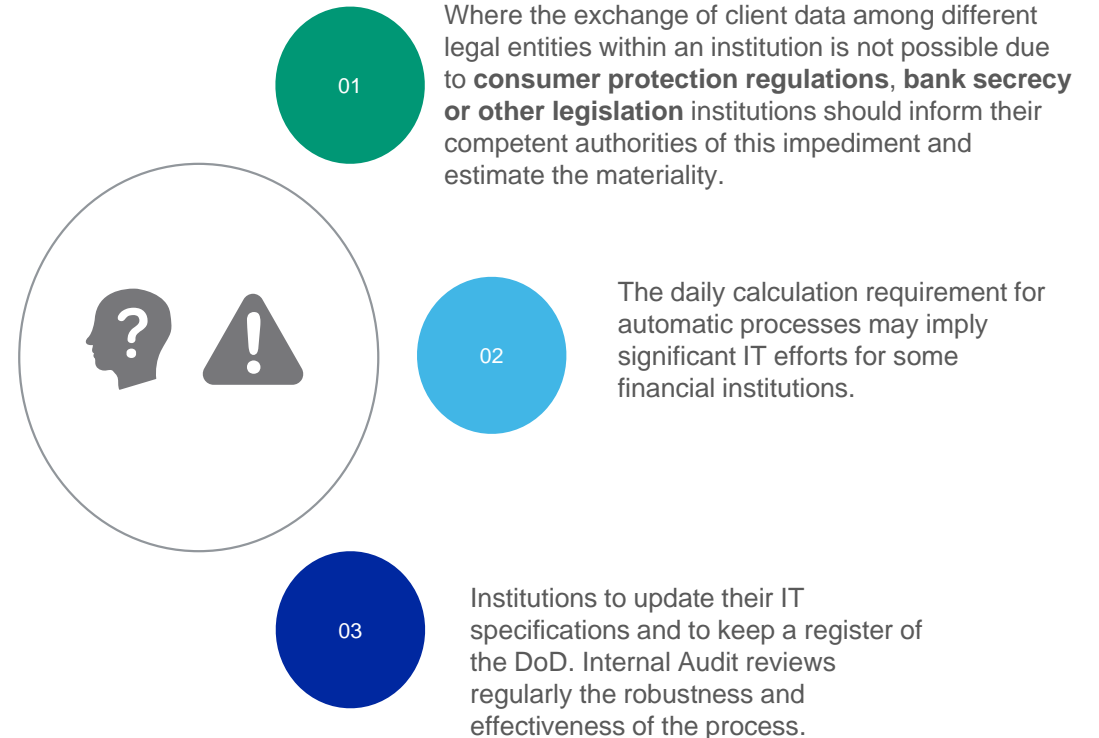 01
Where the exchange of client data among different
legal entities within an institution is not possible due
to consumer protection regulations, bank secrecy
or other legislation institutions should inform their
competent authorities of this impediment and
estimate the materiality.
?
!
02
The daily calculation requirement for
automatic processes may imply
significant IT efforts for some
financial institutions.
03
Institutions to update their IT
specifications and to keep a register of
the DoD. Internal Audit reviews
regularly the robustness and
effectiveness of the process.